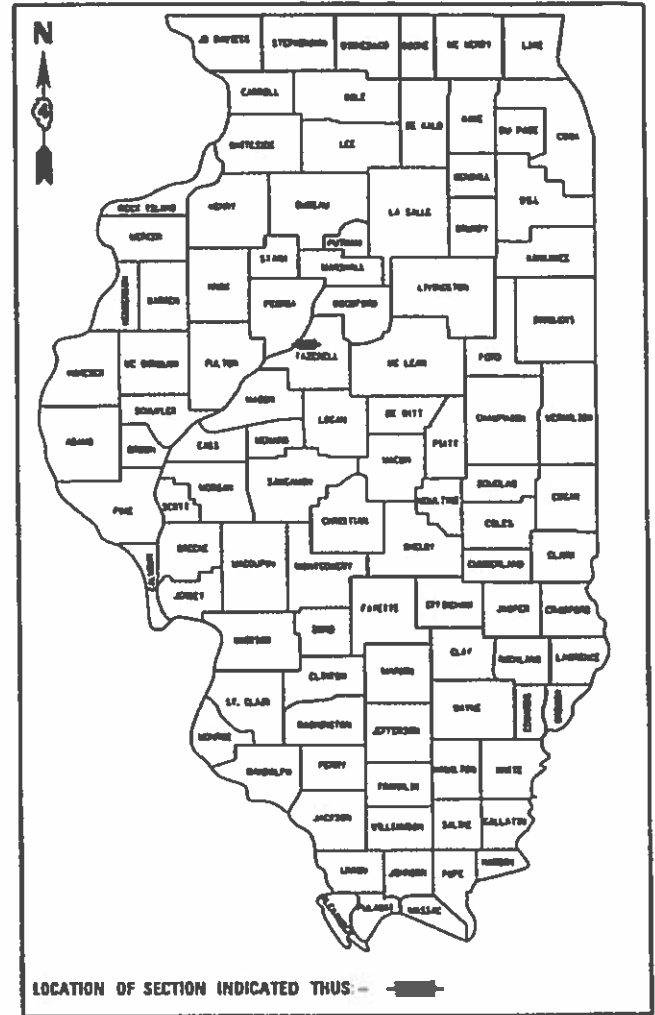 N
JO DAVIESS STEPHENSON WINNEBAGO BOONE MC HENRY LAKE
CARROLL OGLE DE KALB KANE DU PAGE COOK
WHITESIDE LEE KENDALL WILL
ROCK ISLAND HENRY BUREAU LA SALLE GRUNDY
MERCER PUTNAM KANKAKEE
STARK MARSHALL
HENDERSON WARREN KNOX PEORIA WOODFORD LIVINGSTON IROQUOIS
HANCOCK MC DONOUGH FULTON TAZEWELL MC LEAN FORD
SCHUYLER MASON LOGAN DE WITT CHAMPAIGN VERMILION
ADAMS BROWN CASS MENARD MACON PIATT
PIKE SCOTT MORGAN SANGAMON CHRISTIAN MOULTRIE DOUGLAS EDGAR
COLES
CALHOUN GREENE MACOUPIN MONTGOMERY SHELBY CUMBERLAND CLARK
JERSEY FAYETTE EFFINGHAM JASPER CRAWFORD
MADISON BOND CLAY RICHLAND LAWRENCE
CLINTON MARION
ST. CLAIR WASHINGTON JEFFERSON WAYNE EDWARDS WABASH
MONROE
RANDOLPH PERRY FRANKLIN HAMILTON WHITE
JACKSON WILLIAMSON SALINE GALLATIN
UNION JOHNSON POPE HARDIN
PULASKI MASSAC
LOCATION OF SECTION INDICATED THUS:-